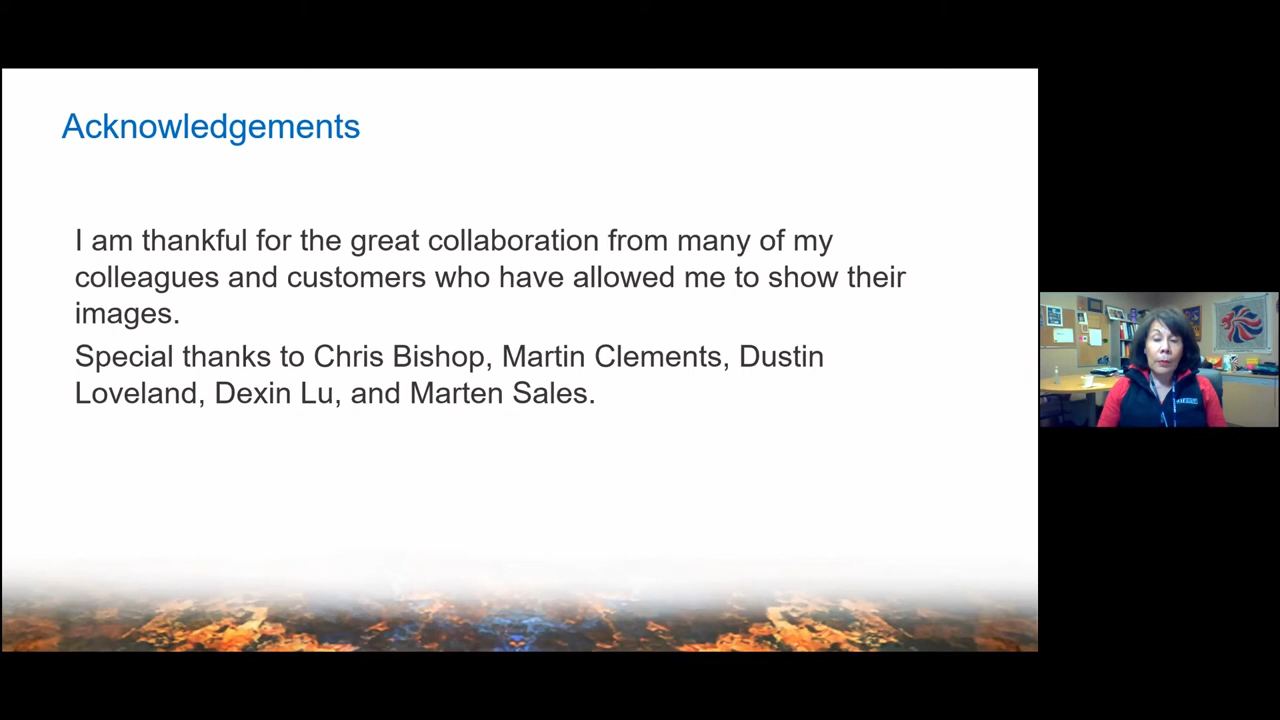 Acknowledgements
I am thankful for the great collaboration from many of my
colleagues and customers who have allowed me to show their
images.
Special thanks to Chris Bishop, Martin Clements, Dustin
Loveland, Dexin Lu, and Marten Sales.